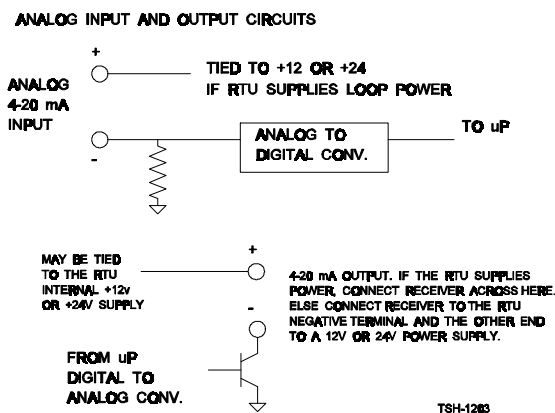 ANALOG INPUT AND OUTPUT CIRCUITS
+
ANALOG
4-20 mA
INPUT
-
TIED TO +12 OR +24
IF RTU SUPPLIES LOOP POWER
ANALOG TO
DIGITAL CONV.
TO uP
MAY BE TIED
TO THE RTU
INTERNAL +12v
OR +24V SUPPLY
+
-
4-20 mA OUTPUT. IF THE RTU SUPPLIES
POWER, CONNECT RECEIVER ACROSS HERE.
ELSE CONNECT RECEIVER TO THE RTU
NEGATIVE TERMINAL AND THE OTHER END
TO A 12V OR 24V POWER SUPPLY.
FROM uP
DIGITAL TO
ANALOG CONV.
TSH-1203